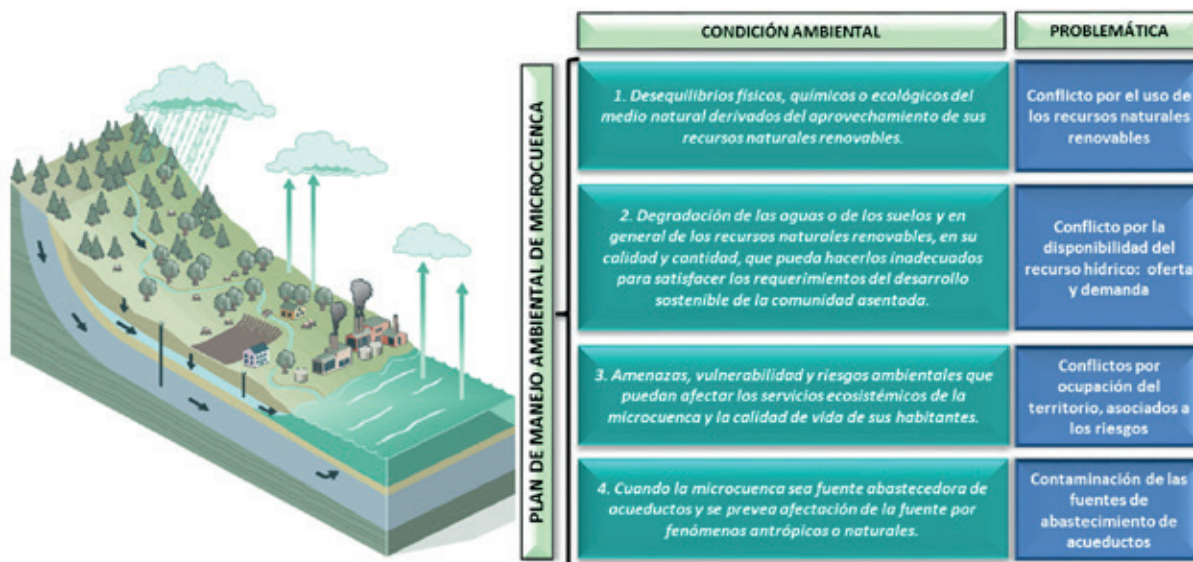 PLAN DE MANEJO AMBIENTAL DE MICROCUENCA
CONDICIÓN AMBIENTAL
PROBLEMÁTICA
1. Desequilibrios físicos, químicos o ecológicos del
medio natural derivados del aprovechamiento de sus
recursos naturales renovables.
Conflicto por el uso de
los recursos naturales
renovables
2. Degradación de las aguas o de los suelos y en
general de los recursos naturales renovables, en su
calidad y cantidad, que pueda hacerlos inadecuados
para satisfacer los requerimientos del desarrollo
sostenible de la comunidad asentada.
Conflicto por la
disponibilidad del
recurso hídrico: oferta
y demanda
3. Amenazas, vulnerabilidad y riesgos ambientales que
puedan afectar los servicios ecosistémicos de la
microcuenca y la calidad de vida de sus habitantes.
Conflictos por
ocupación del
territorio, asociados a
los riesgos
4. Cuando la microcuenca sea fuente abastecedora de
acueductos y se prevea afectación de la fuente por
fenómenos antrópicos o naturales.
Contaminación de las
fuentes de
abastecimiento de
acueductos